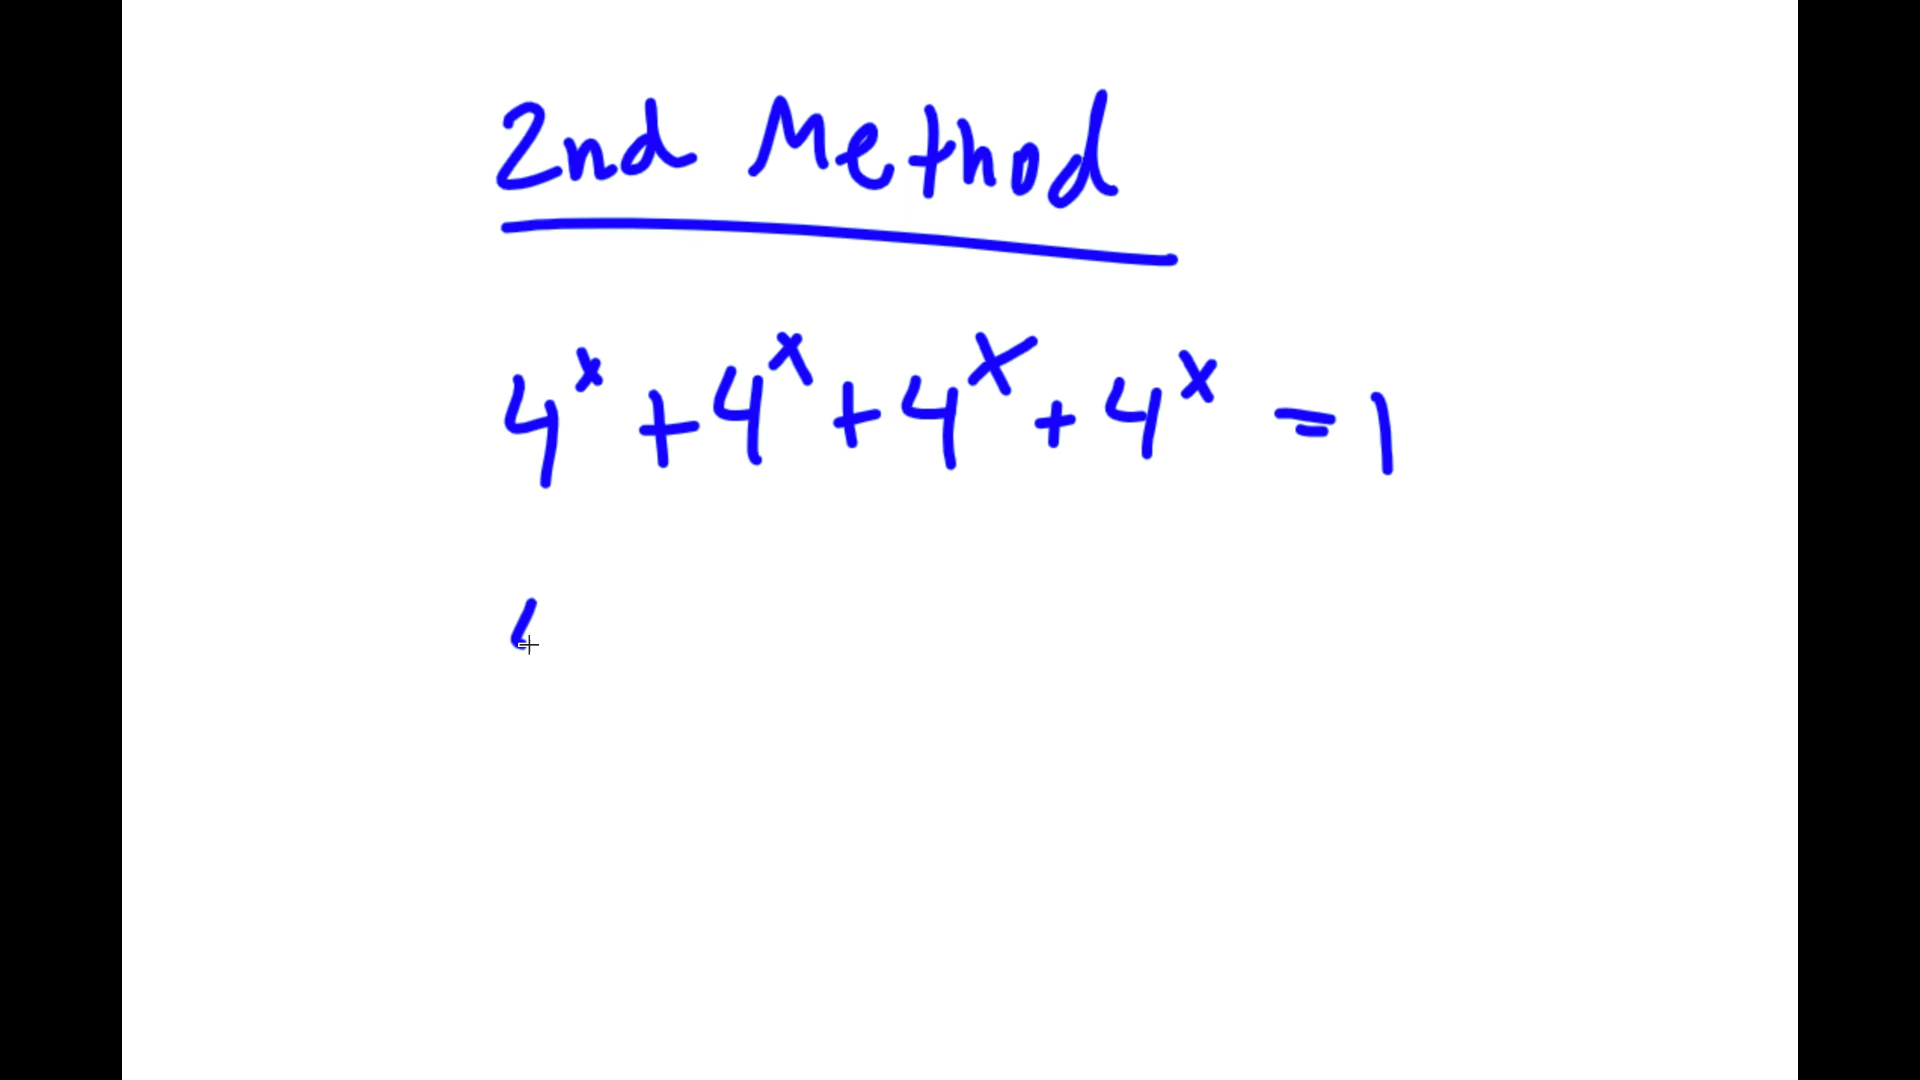 2nd Method
4^x + 4^x + 4^x + 4^x = 1